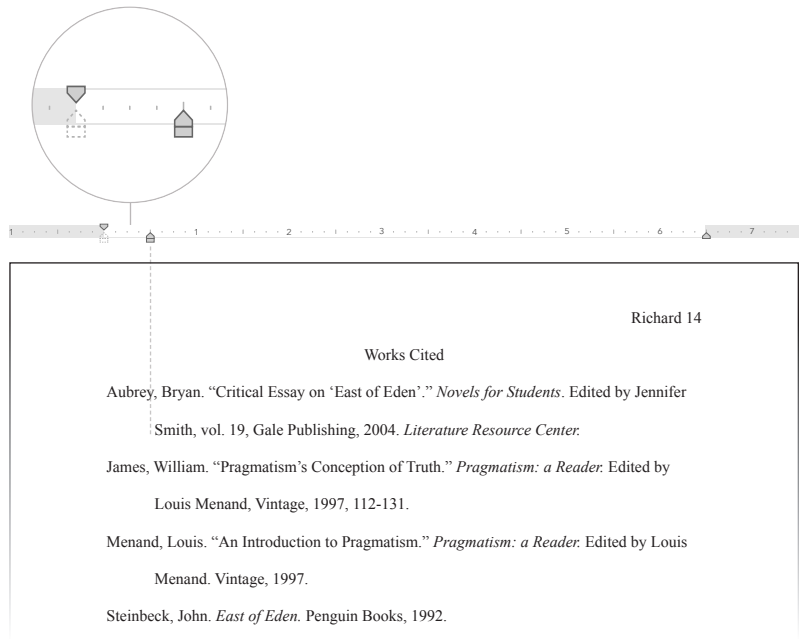 1 1 2 3 4 5 6 7
Richard 14
Works Cited
Aubrey, Bryan. “Critical Essay on ‘East of Eden’.” Novels for Students. Edited by Jennifer
Smith, vol. 19, Gale Publishing, 2004. Literature Resource Center.
James, William. “Pragmatism’s Conception of Truth.” Pragmatism: a Reader. Edited by
Louis Menand, Vintage, 1997, 112-131.
Menand, Louis. “An Introduction to Pragmatism.” Pragmatism: a Reader. Edited by Louis
Menand. Vintage, 1997.
Steinbeck, John. East of Eden. Penguin Books, 1992.